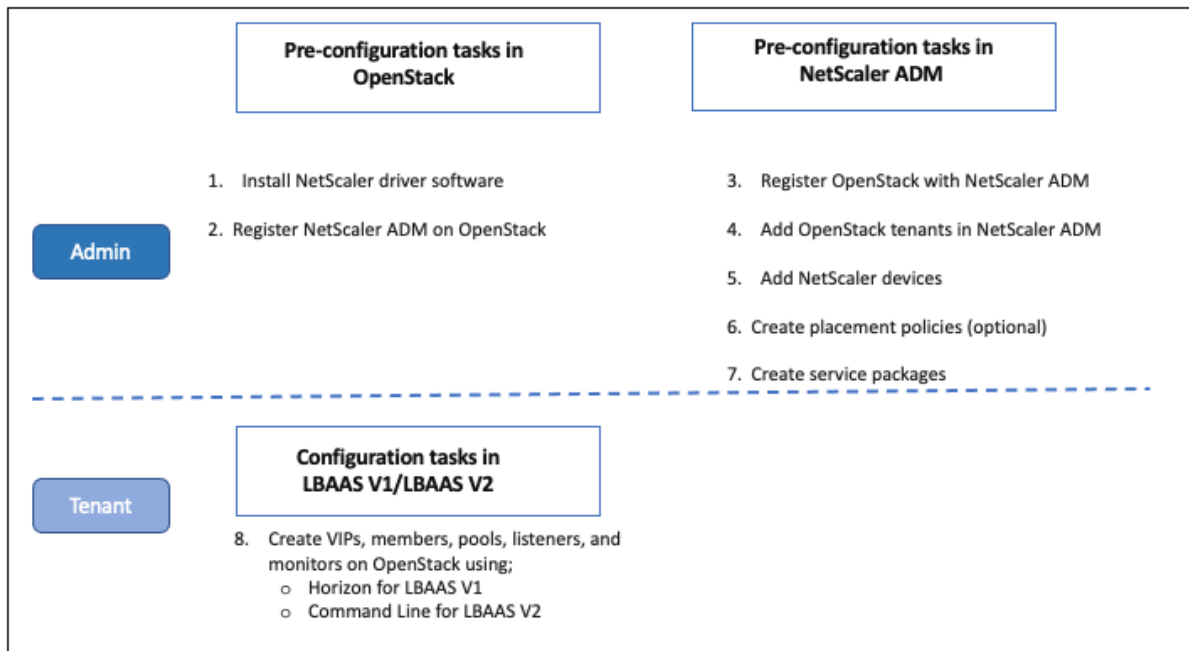 Pre-configuration tasks in
OpenStack
Pre-configuration tasks in
NetScaler ADM
Admin
1. Install NetScaler driver software
2. Register NetScaler ADM on OpenStack
3. Register OpenStack with NetScaler ADM
4. Add OpenStack tenants in NetScaler ADM
5. Add NetScaler devices
6. Create placement policies (optional)
7. Create service packages
Tenant
Configuration tasks in
LBAAS V1/LBAAS V2
8. Create VIPs, members, pools, listeners, and
monitors on OpenStack using;
o Horizon for LBAAS V1
o Command Line for LBAAS V2